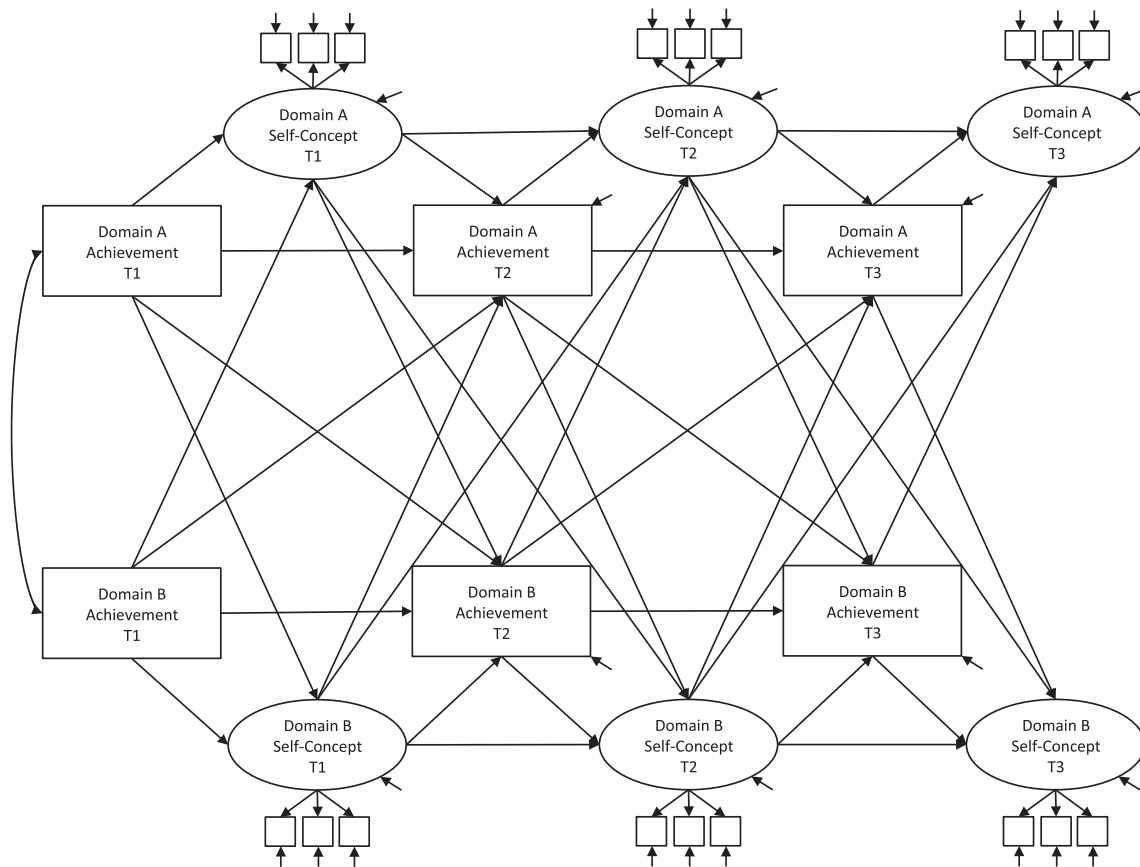 Domain A
Self-Concept
T1
Domain A
Self-Concept
T2
Domain A
Self-Concept
T3
Domain A
Achievement
T1
Domain A
Achievement
T2
Domain A
Achievement
T3
Domain B
Achievement
T1
Domain B
Achievement
T2
Domain B
Achievement
T3
Domain B
Self-Concept
T1
Domain B
Self-Concept
T2
Domain B
Self-Concept
T3